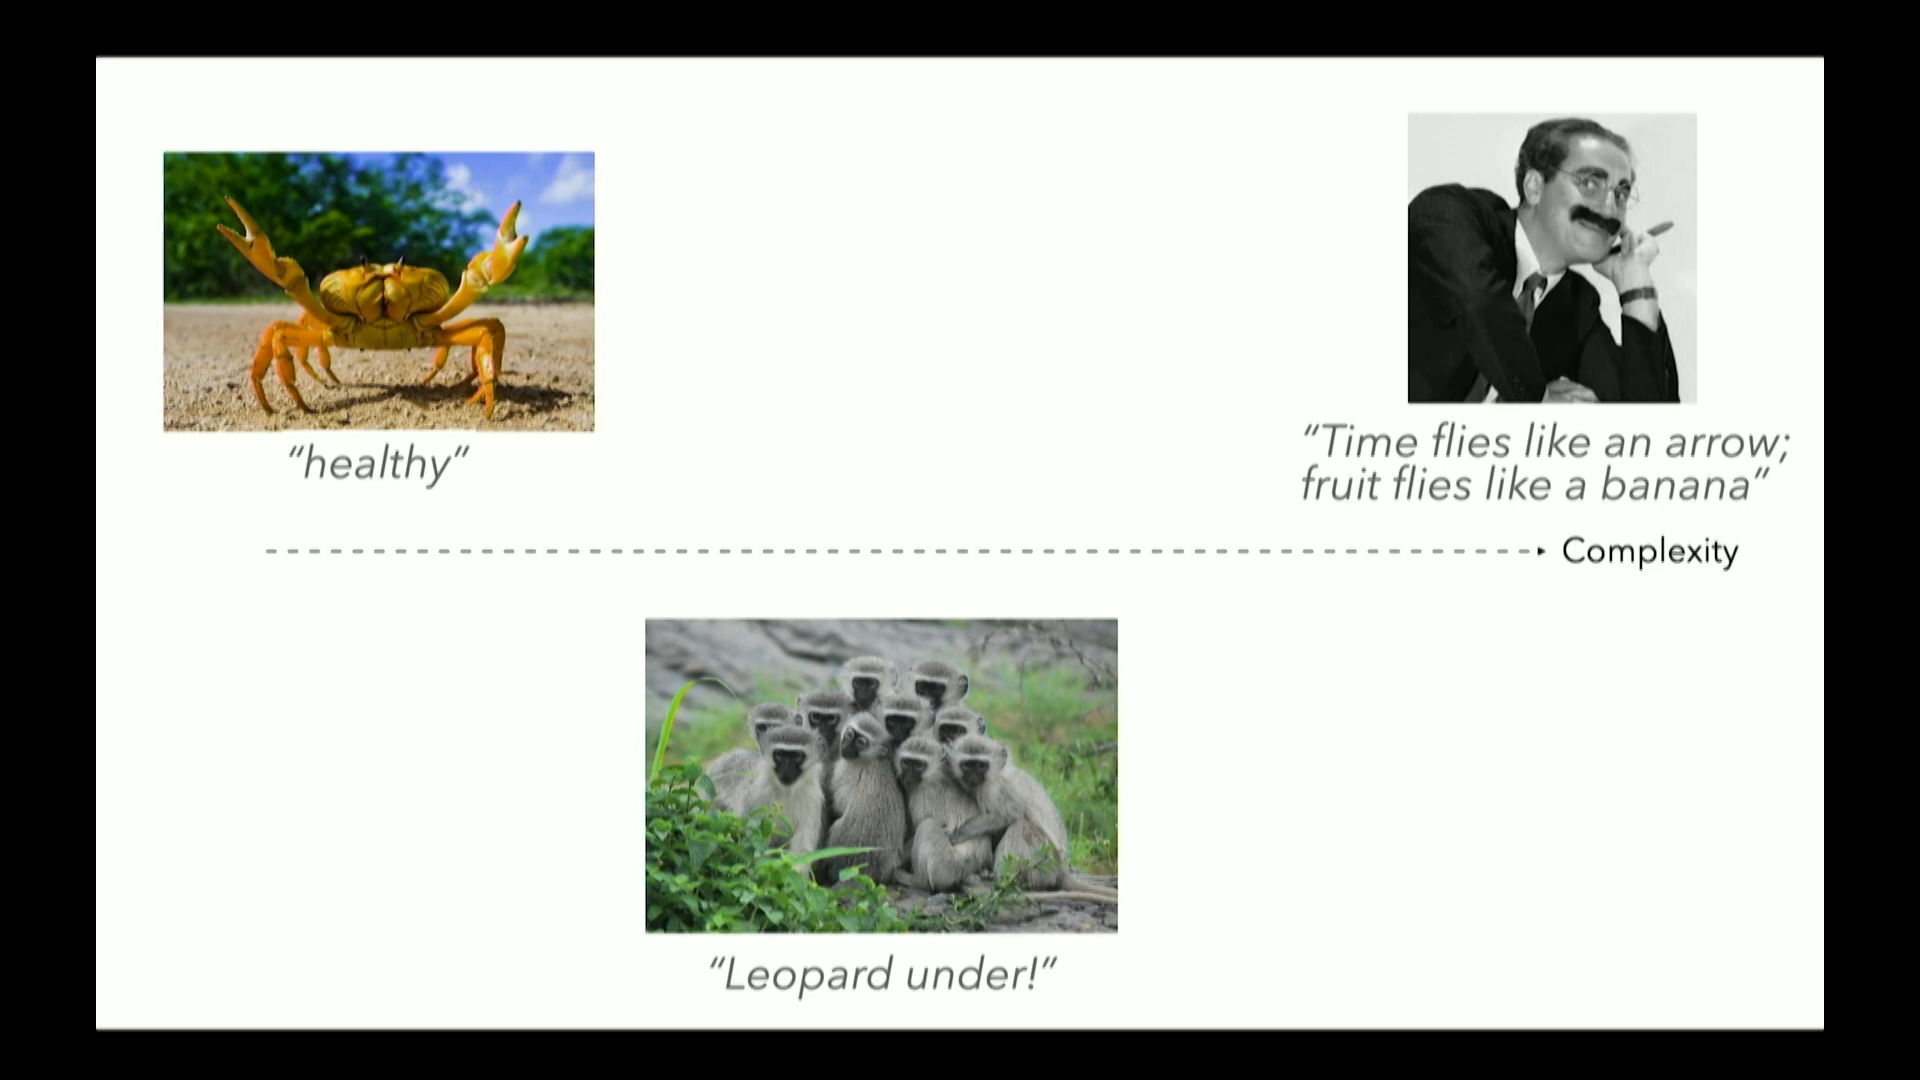 “healthy”
“Time flies like an arrow;
fruit flies like a banana”
Complexity
“Leopard under!”